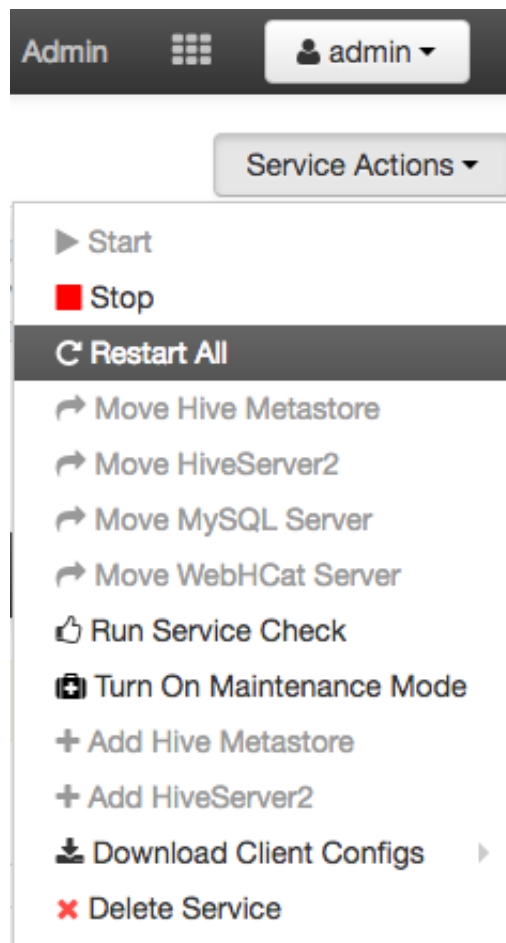 Admin
admin
Service Actions
Start
Stop
Restart All
Move Hive Metastore
Move HiveServer2
Move MySQL Server
Move WebHCat Server
Run Service Check
Turn On Maintenance Mode
Add Hive Metastore
Add HiveServer2
Download Client Configs
Delete Service